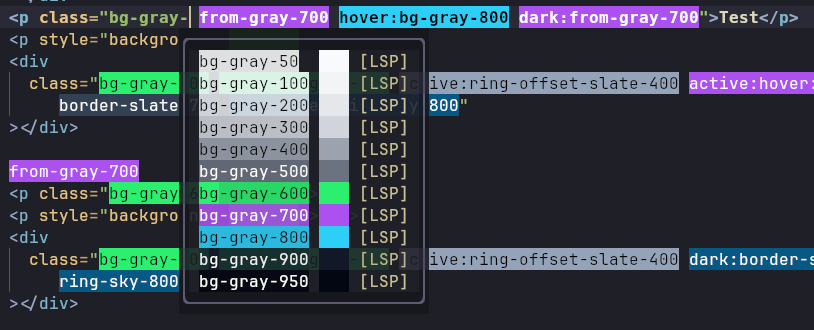 <p class="bg-gray- from-gray-700 hover:bg-gray-800 dark:from-gray-700">Test</p>
<p style="backgro
bg-gray-50 [LSP]
<div
bg-gray-100 [LSP]
class="bg-gray- ive:ring-offset-slate-400 active:hover:
bg-gray-200 [LSP]
border-slate 800"
bg-gray-300 [LSP]
></div>
bg-gray-400 [LSP]
bg-gray-500 [LSP]
from-gray-700
bg-gray-600 [LSP]
<p class="bg-gray
bg-gray-700 [LSP]
<p style="backgro
bg-gray-800 [LSP]
<div
bg-gray-900 [LSP]
class="bg-gray- ive:ring-offset-slate-400 dark:border-s
bg-gray-950 [LSP]
ring-sky-800
></div>